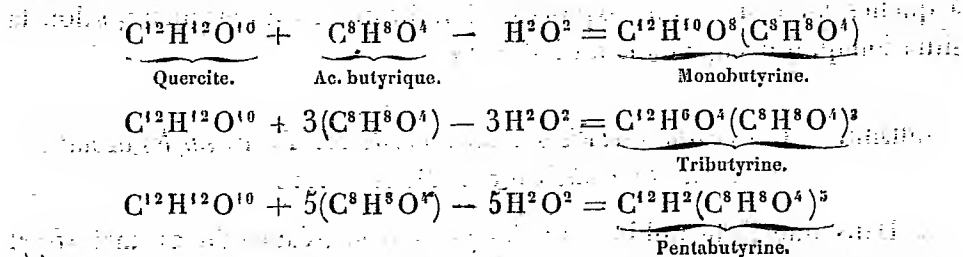 C¹²H¹²O¹⁰ + C⁸H⁸O⁴ − H²O² = C¹²H¹⁰O⁸(C⁸H⁸O⁴)
Quercite. Ac. butyrique. Monobutyrine.
C¹²H¹²O¹⁰ + 3(C⁸H⁸O⁴) − 3H²O² = C¹²H⁶O⁴(C⁸H⁸O⁴)³
Tributyrine.
C¹²H¹²O¹⁰ + 5(C⁸H⁸O⁴) − 5H²O² = C¹²H²(C⁸H⁸O⁴)⁵
Pentabutyrine.